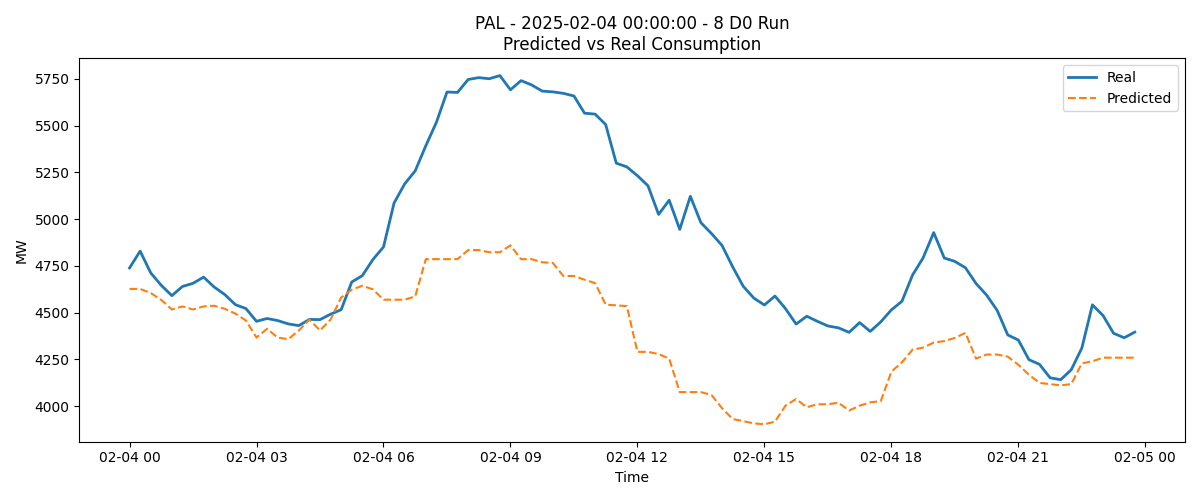 PAL - 2025-02-04 00:00:00 - 8 D0 Run
Predicted vs Real Consumption
Real
Predicted
5750
5500
5250
5000
4750
4500
4250
4000
MW
02-04 00
02-04 03
02-04 06
02-04 09
02-04 12
02-04 15
02-04 18
02-04 21
02-05 00
Time